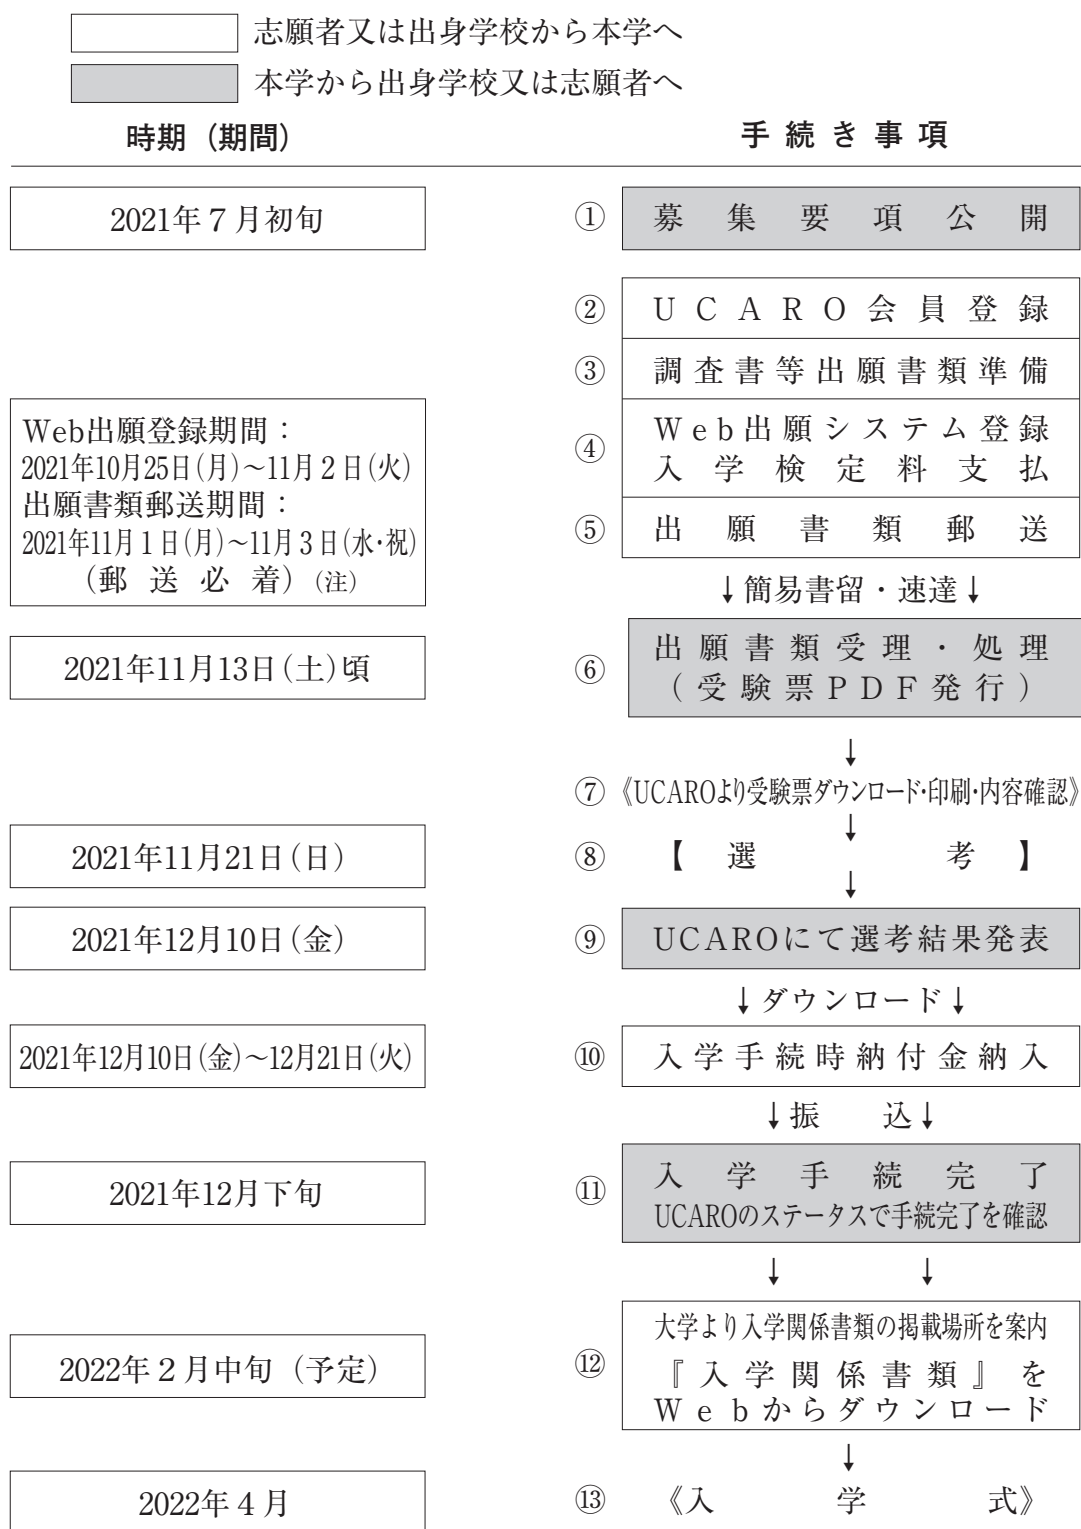 志願者又は出身学校から本学へ
本学から出身学校又は志願者へ
時期（期間） 手続き事項
2021年７月初旬 ① 募集要項公開
② UCARO会員登録
③ 調査書等出願書類準備
Web出願登録期間：
2021年10月25日(月)～11月２日(火)
出願書類郵送期間：
2021年11月１日(月)～11月３日(水・祝)
（郵送必着）(注)
④ Web出願システム登録
入学検定料支払
⑤ 出願書類郵送
↓簡易書留・速達↓
2021年11月13日(土)頃 ⑥ 出願書類受理・処理
（受験票PDF発行）
↓
⑦ 《UCAROより受験票ダウンロード・印刷・内容確認》
↓
2021年11月21日(日) ⑧ 【選考】
↓
2021年12月10日(金) ⑨ UCAROにて選考結果発表
↓ダウンロード↓
2021年12月10日(金)～12月21日(火) ⑩ 入学手続時納付金納入
↓振込↓
2021年12月下旬 ⑪ 入学手続完了
UCAROのステータスで手続完了を確認
↓ ↓
大学より入学関係書類の掲載場所を案内
2022年２月中旬（予定） ⑫ 『入学関係書類』を
Webからダウンロード
↓
2022年４月 ⑬ 《入学式》